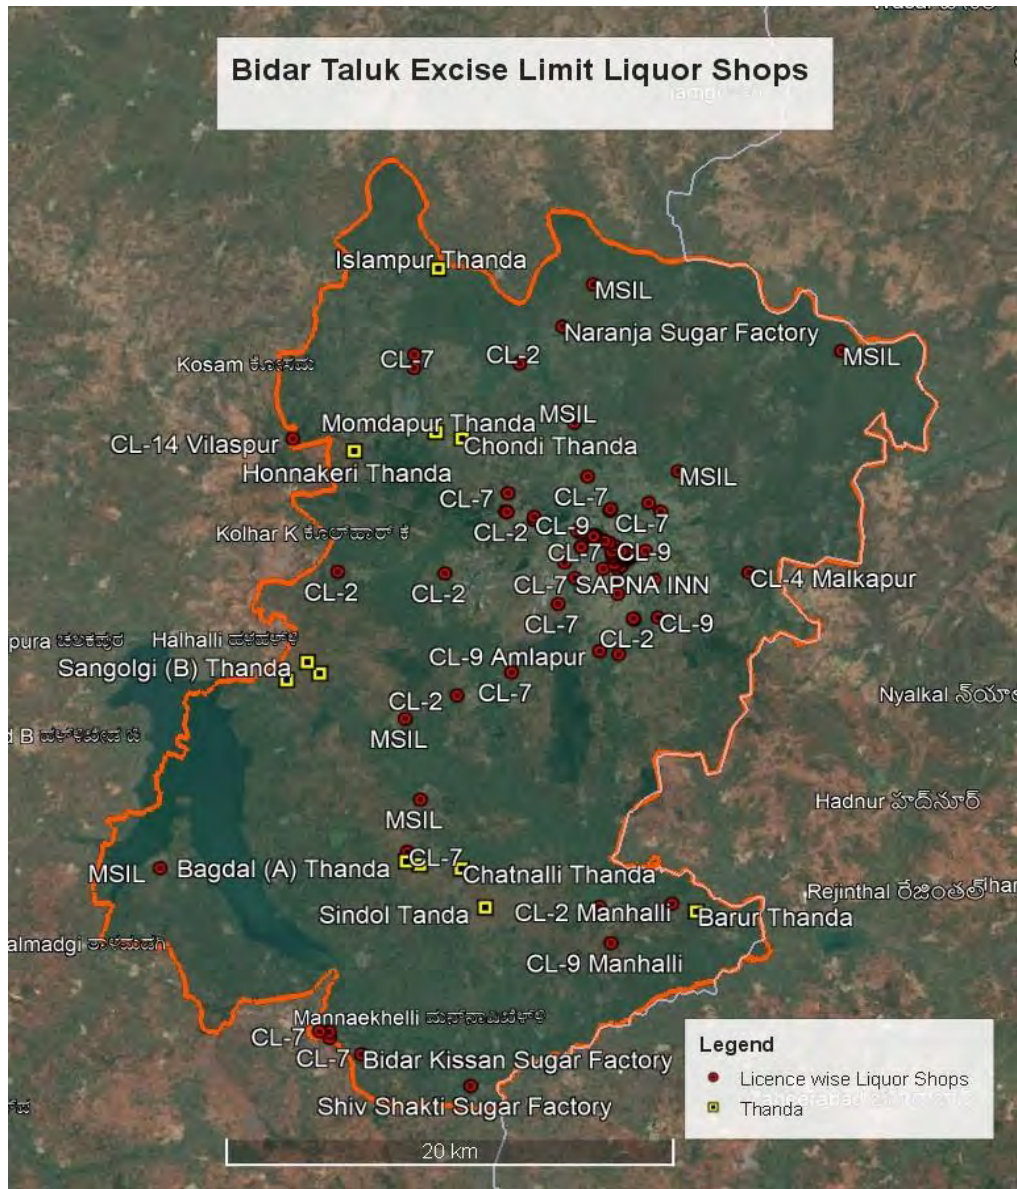 Bidar Taluk Excise Limit Liquor Shops
Islampur Thanda
MSIL
Naranja Sugar Factory
MSIL
CL-7
CL-2
Kosam
MSIL
Momdapur Thanda
CL-14 Vilaspur
Chondi Thanda
Honnakeri Thanda
MSIL
CL-7
CL-7
CL-2
CL-9
CL-7
Kolhar K ಕೊಲ್ಹಾರ್ ಕೆ
CL-7
CL-9
CL-2
CL-2
CL-7 SAPNA INN
CL-4 Malkapur
CL-7
CL-9
pura
Halhalli
CL-2
CL-9 Amlapur
Sangolgi (B) Thanda
CL-2
CL-7
Nyalkal
MSIL
Hadnur హద్‌నూర్
MSIL
CL-7
MSIL
Bagdal (A) Thanda
Chatnalli Thanda
Rejinthal రేజింతల్
Sindol Tanda
CL-2 Manhalli
Barur Thanda
almadgi
CL-9 Manhalli
Mannaekhelli
CL-7
CL-7
Bidar Kissan Sugar Factory
Shiv Shakti Sugar Factory
Legend
Licence wise Liquor Shops
Thanda
20 km